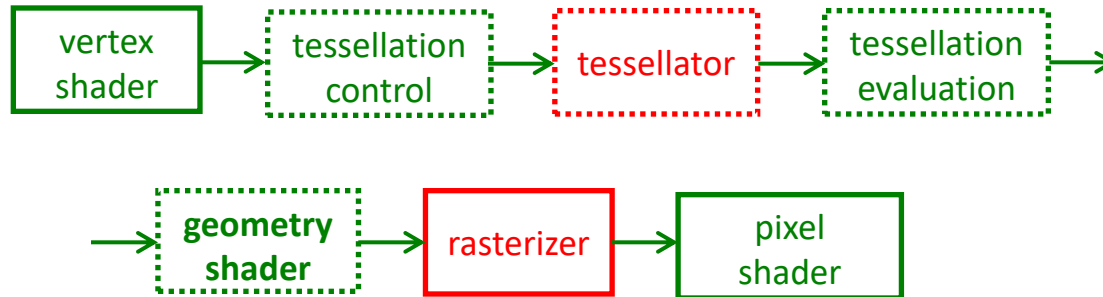 vertex
shader
tessellation
control
tessellator
tessellation
evaluation
geometry
shader
rasterizer
pixel
shader